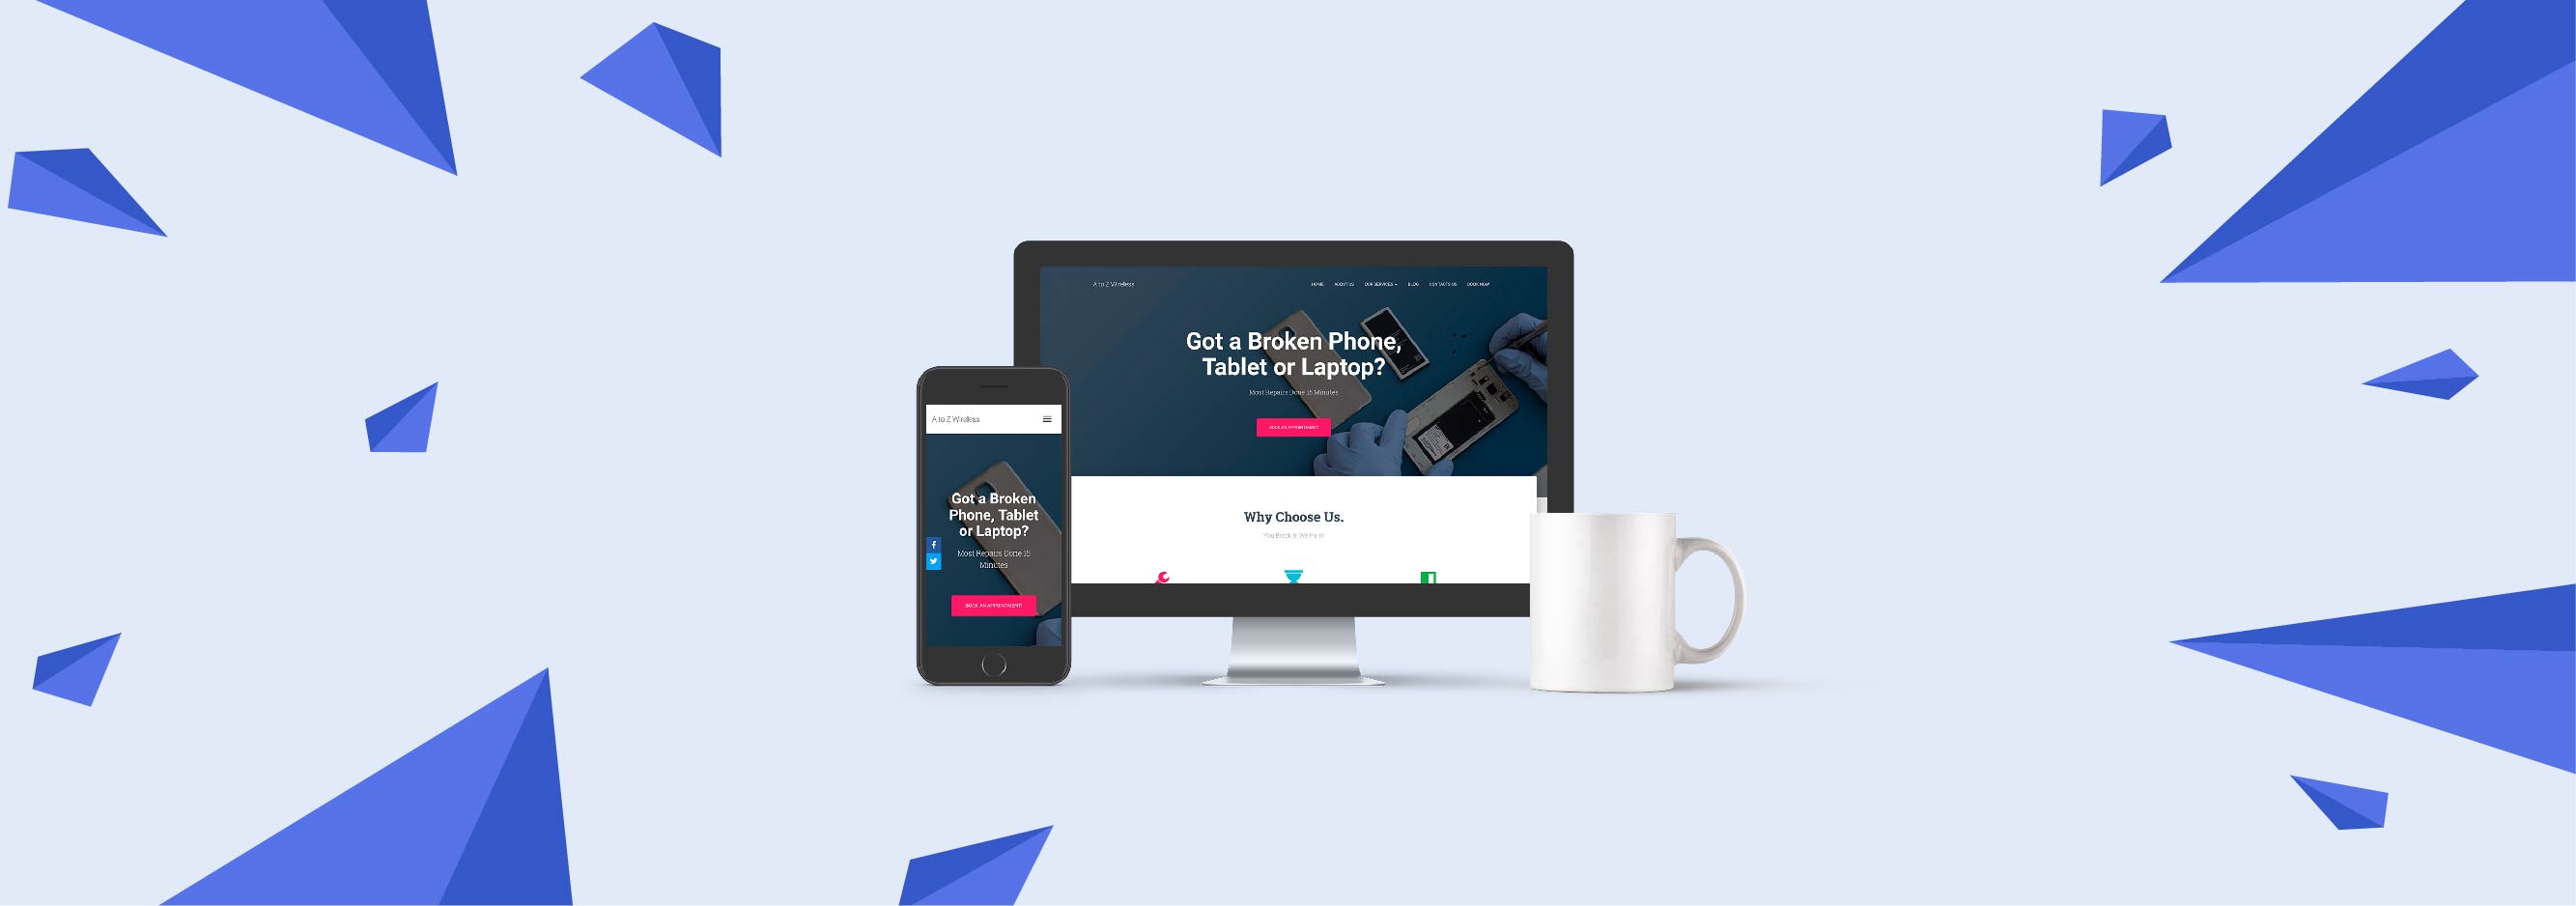 A to Z Wireless
HOME ABOUT US OUR SERVICES BLOG CONTACTS US BOOK NOW
Got a Broken Phone,
Tablet or Laptop?
Most Repairs Done 15 Minutes
BOOK AN APPOINTMENT!
Why Choose Us.
You Break it. We Fix it!
A to Z Wireless
Got a Broken
Phone, Tablet
or Laptop?
Most Repairs Done 15
Minutes
BOOK AN APPOINTMENT!